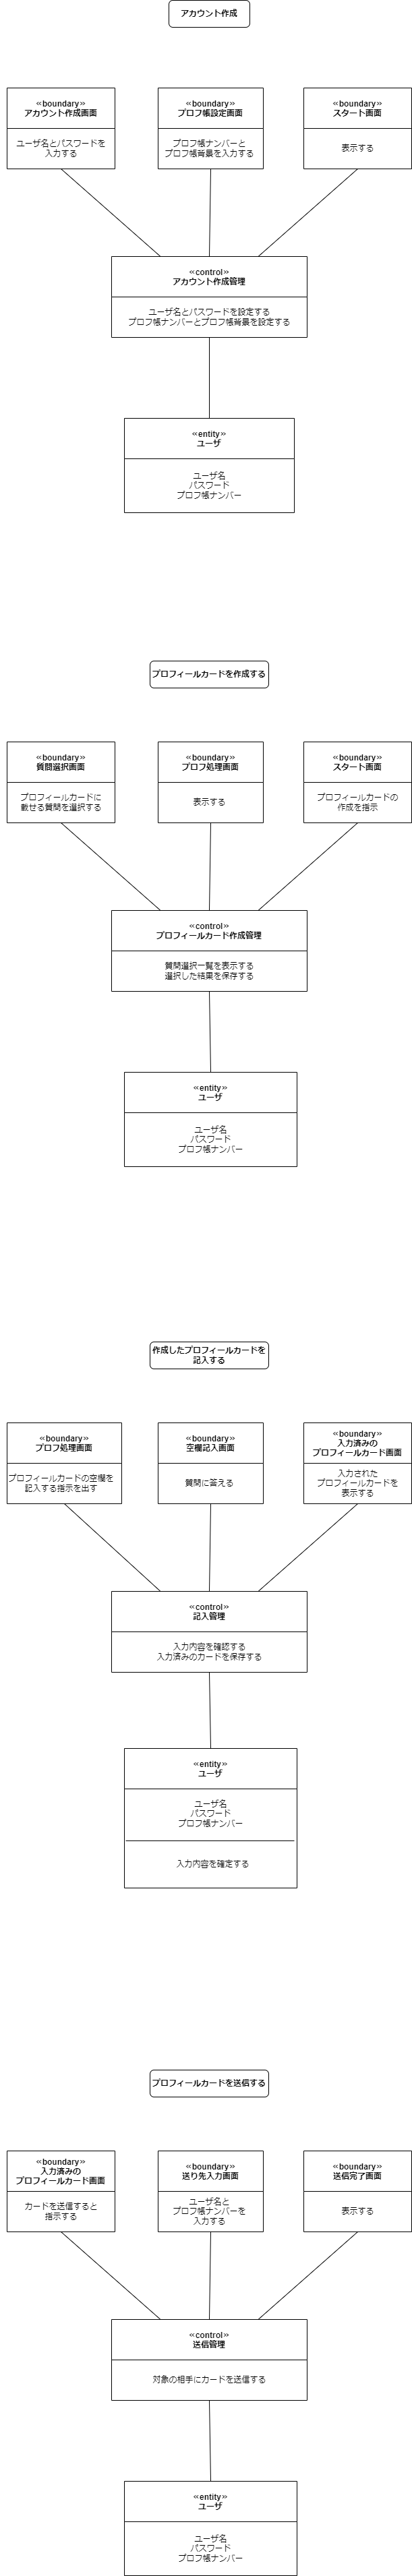 アカウント作成
«boundary»
アカウント作成画面
ユーザ名とパスワードを
入力する
«boundary»
プロフ帳設定画面
プロフ帳ナンバーと
プロフ帳背景を入力する
«boundary»
スタート画面
表示する
«control»
アカウント作成管理
ユーザ名とパスワードを設定する
プロフ帳ナンバーとプロフ帳背景を設定する
«entity»
ユーザ
ユーザ名
パスワード
プロフ帳ナンバー
プロフィールカードを作成する
«boundary»
質問選択画面
プロフィールカードに
載せる質問を選択する
«boundary»
プロフ処理画面
表示する
«boundary»
スタート画面
プロフィールカードの
作成を指示
«control»
プロフィールカード作成管理
質問選択一覧を表示する
選択した結果を保存する
«entity»
ユーザ
ユーザ名
パスワード
プロフ帳ナンバー
作成したプロフィールカードを
記入する
«boundary»
プロフ処理画面
プロフィールカードの空欄を
記入する指示を出す
«boundary»
空欄記入画面
質問に答える
«boundary»
入力済みの
プロフィールカード画面
入力された
プロフィールカードを
表示する
«control»
記入管理
入力内容を確認する
入力済みのカードを保存する
«entity»
ユーザ
ユーザ名
パスワード
プロフ帳ナンバー
入力内容を確定する
プロフィールカードを送信する
«boundary»
入力済みの
プロフィールカード画面
カードを送信すると
指示する
«boundary»
送り先入力画面
ユーザ名と
プロフ帳ナンバーを
入力する
«boundary»
送信完了画面
表示する
«control»
送信管理
対象の相手にカードを送信する
«entity»
ユーザ
ユーザ名
パスワード
プロフ帳ナンバー